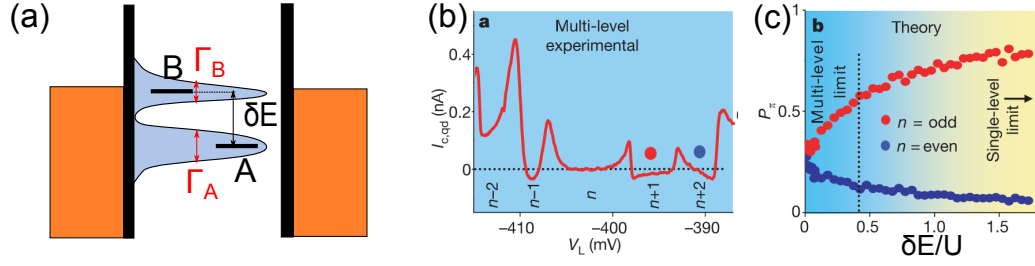 (a)
B
Γ_B
δE
Γ_A
A
(b)
a
Multi-level
experimental
I_c,qd (nA)
0.4
0.2
0
n−2
n−1
n
n+1
n+2
−410
−400
−390
V_L (mV)
(c)
b
Theory
P_π
1
0.5
0
Multi-level
limit
Single-level
limit
n = odd
n = even
0
0.5
1.0
1.5
δE/U